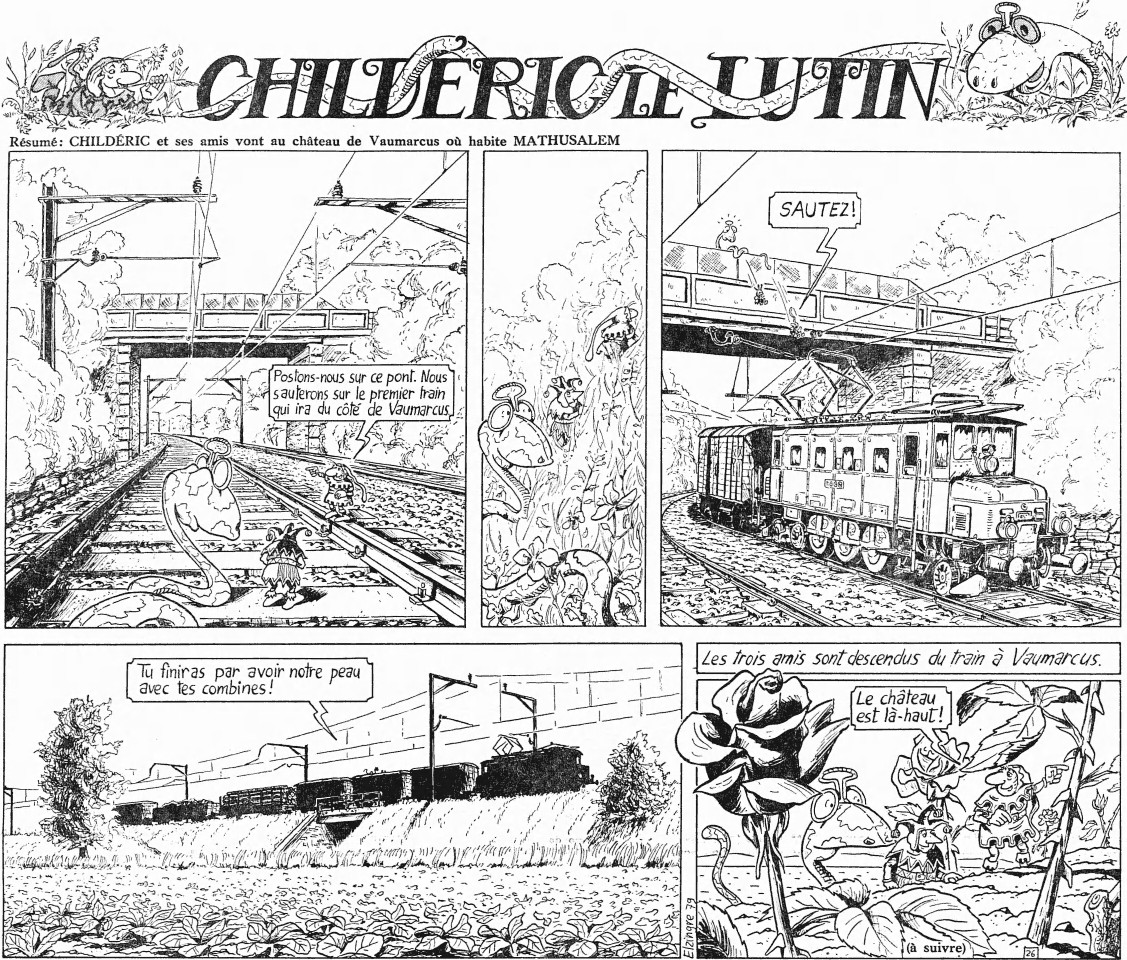 CHILDÉRIC LE LUTIN
Résumé: CHILDÉRIC et ses amis vont au château de Vaumarcus où habite MATHUSALEM
Postons-nous sur ce pont. Nous
sauterons sur le premier train
qui ira du côté de Vaumarcus.
SAUTEZ!
Tu finiras par avoir notre peau
avec tes combines!
Les trois amis sont descendus du train à Vaumarcus.
Le château
est là-haut!
Elzingre 79
(à suivre)
26